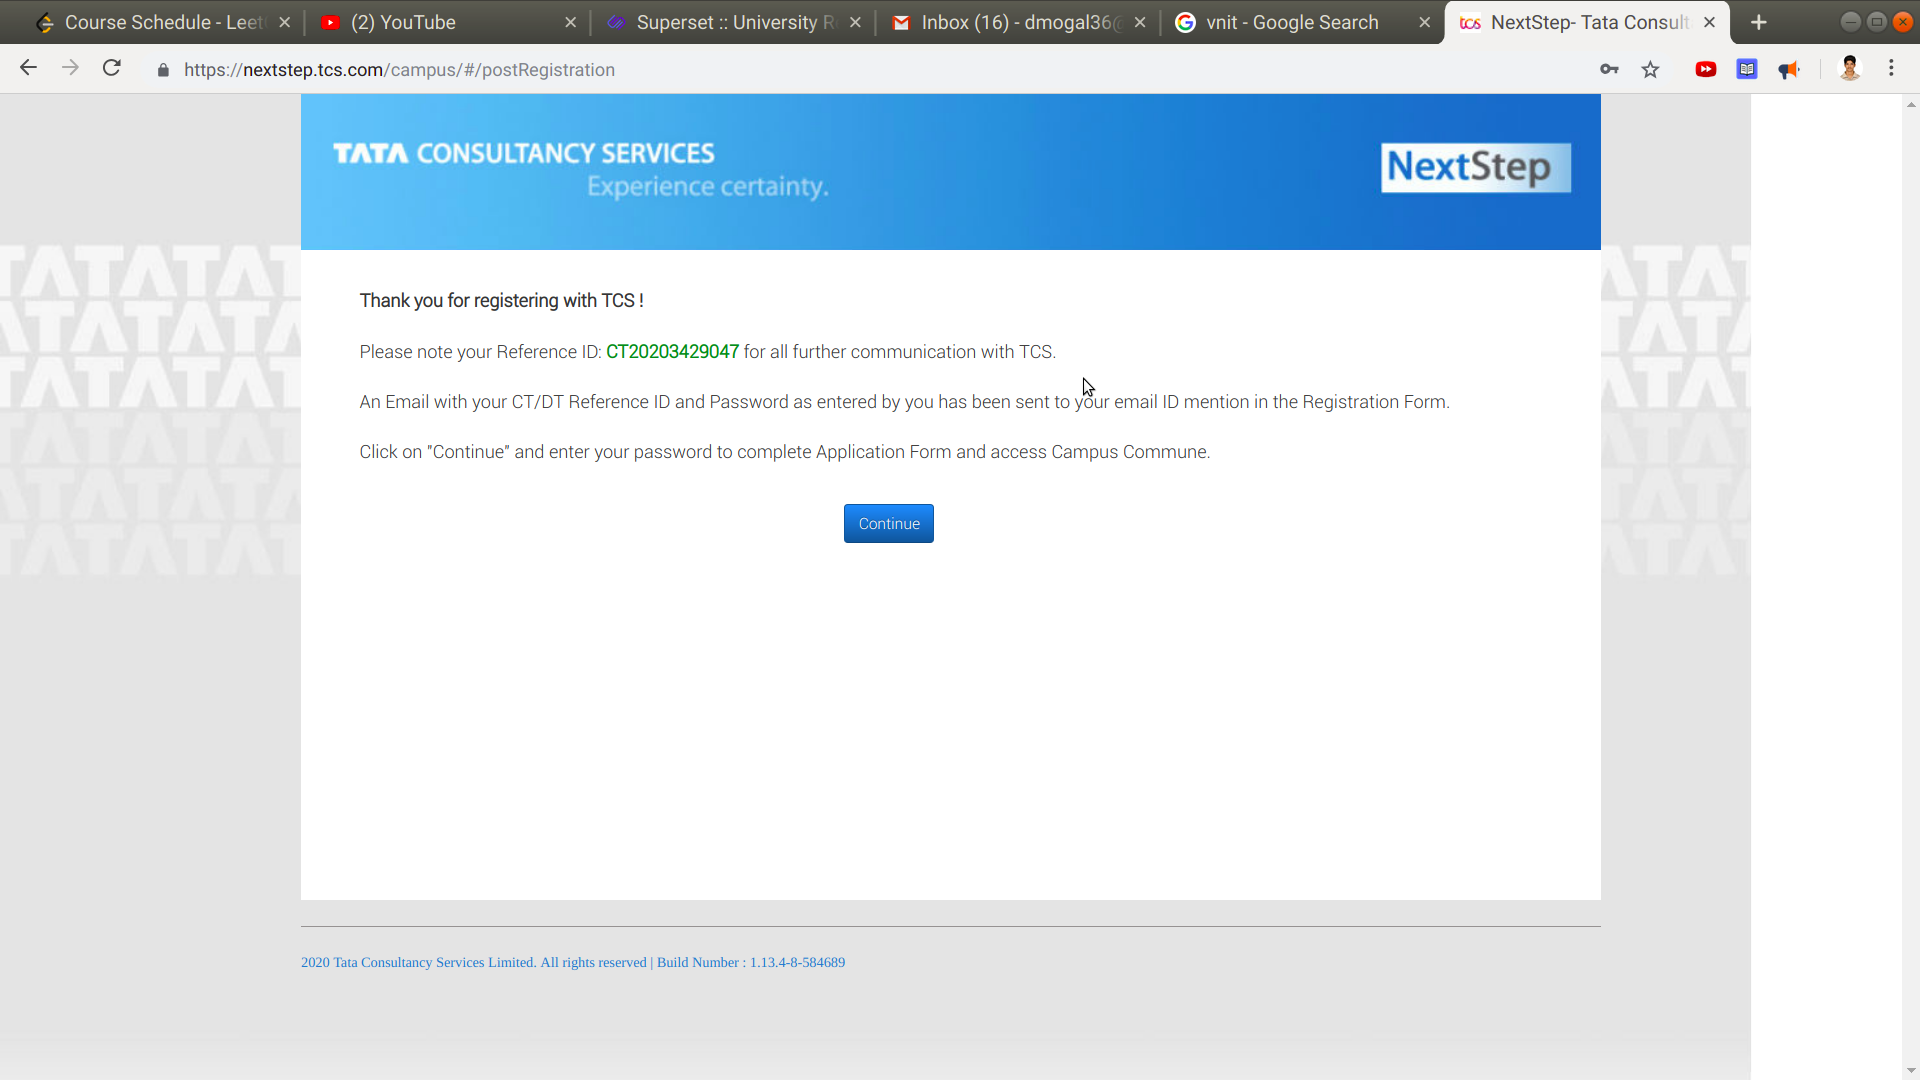 Course Schedule - Leet
(2) YouTube
Superset :: University R
Inbox (16) - dmogal36@
vnit - Google Search
tcs NextStep- Tata Consult
https://nextstep.tcs.com/campus/#/postRegistration
TATA CONSULTANCY SERVICES
Experience certainty.
NextStep
Thank you for registering with TCS !
Please note your Reference ID: CT20203429047 for all further communication with TCS.
An Email with your CT/DT Reference ID and Password as entered by you has been sent to your email ID mention in the Registration Form.
Click on "Continue" and enter your password to complete Application Form and access Campus Commune.
Continue
2020 Tata Consultancy Services Limited. All rights reserved | Build Number : 1.13.4-8-584689